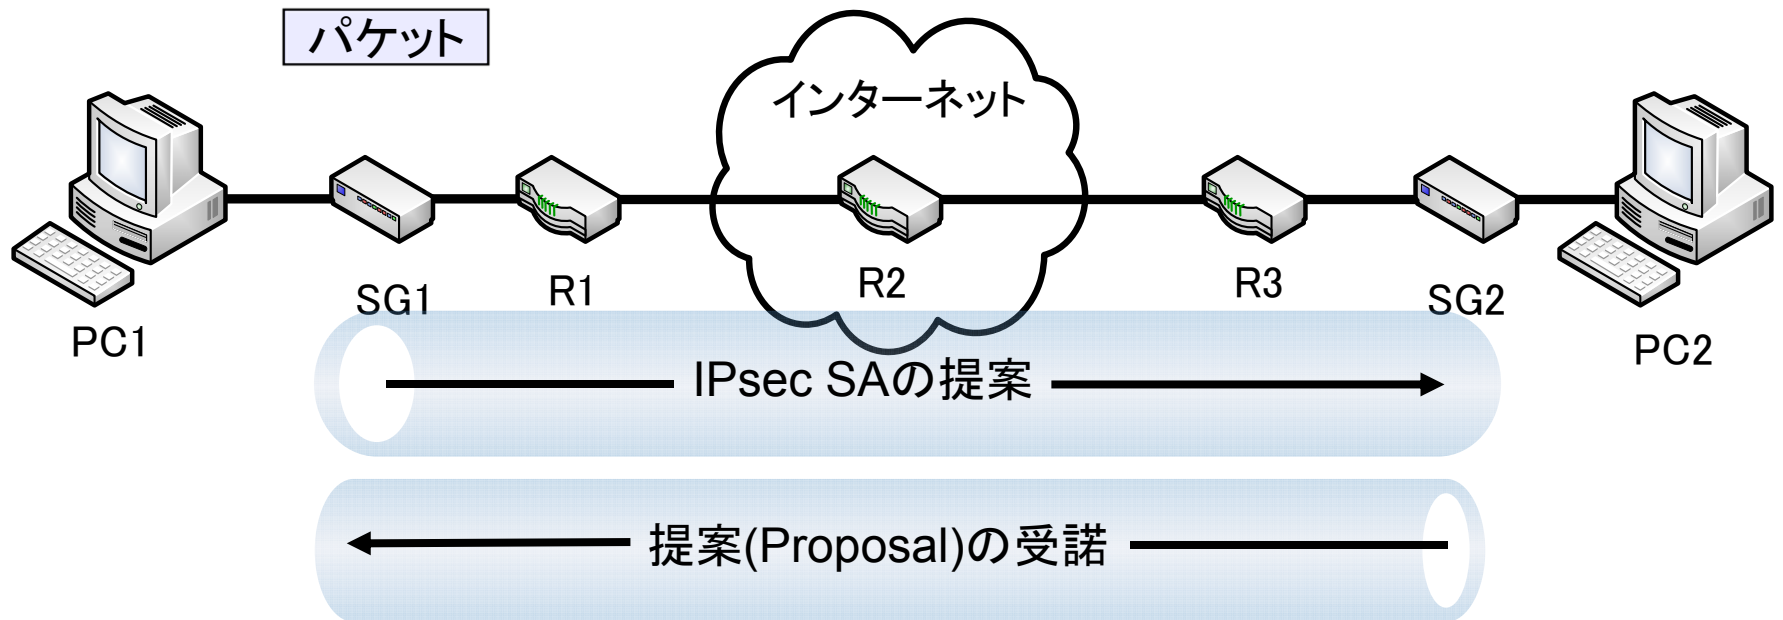 パケット
インターネット
PC1
SG1
R1
R2
R3
SG2
PC2
IPsec SAの提案
提案(Proposal)の受諾